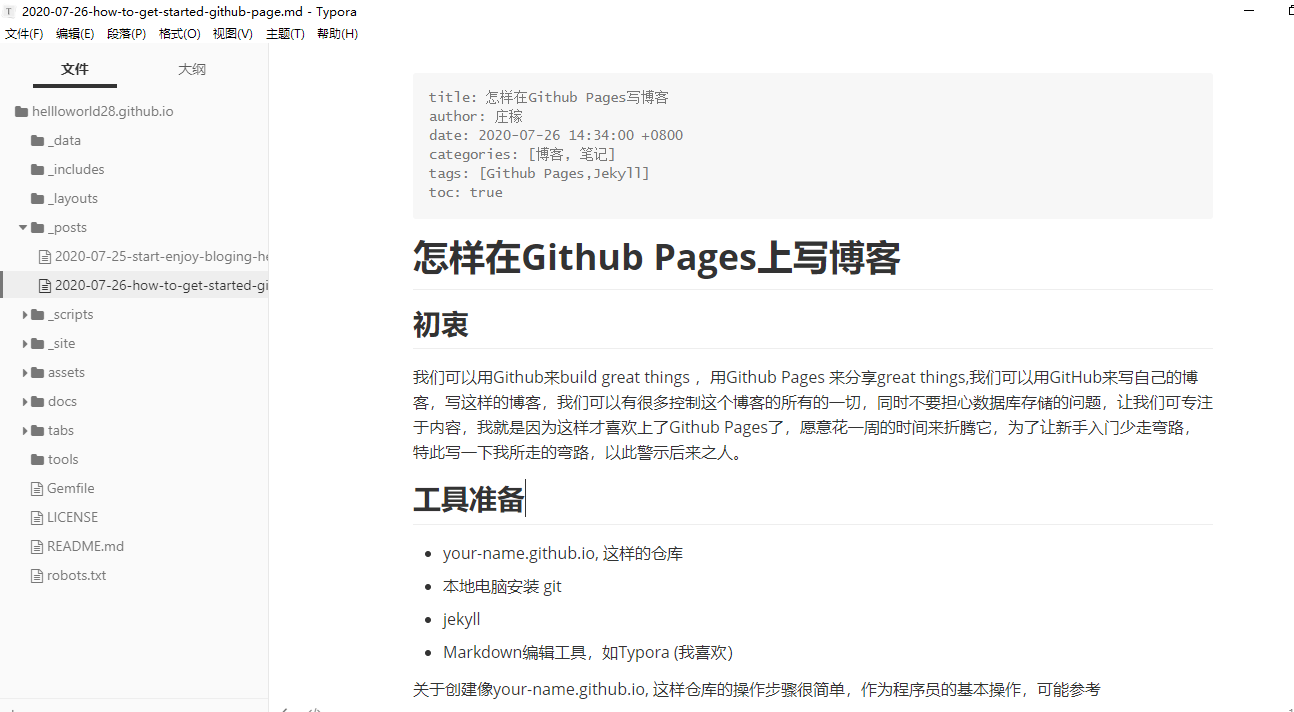 2020-07-26-how-to-get-started-github-page.md - Typora
文件(F) 编辑(E) 段落(P) 格式(O) 视图(V) 主题(T) 帮助(H)
文件 大纲
hellloworld28.github.io
_data
_includes
_layouts
_posts
2020-07-25-start-enjoy-bloging-he
2020-07-26-how-to-get-started-gi
_scripts
_site
assets
docs
tabs
tools
Gemfile
LICENSE
README.md
robots.txt
title: 怎样在Github Pages写博客
author: 庄稼
date: 2020-07-26 14:34:00 +0800
categories: [博客, 笔记]
tags: [Github Pages,Jekyll]
toc: true
怎样在Github Pages上写博客
初衷
我们可以用Github来build great things ，用Github Pages 来分享great things,我们可以用GitHub来写自己的博
客，写这样的博客，我们可以有很多控制这个博客的所有的一切，同时不要担心数据库存储的问题，让我们可专注
于内容，我就是因为这样才喜欢上了Github Pages了，愿意花一周的时间来折腾它，为了让新手入门少走弯路，
特此写一下我所走的弯路，以此警示后来之人。
工具准备
your-name.github.io, 这样的仓库
本地电脑安装 git
jekyll
Markdown编辑工具，如Typora (我喜欢)
关于创建像your-name.github.io, 这样仓库的操作步骤很简单，作为程序员的基本操作，可能参考